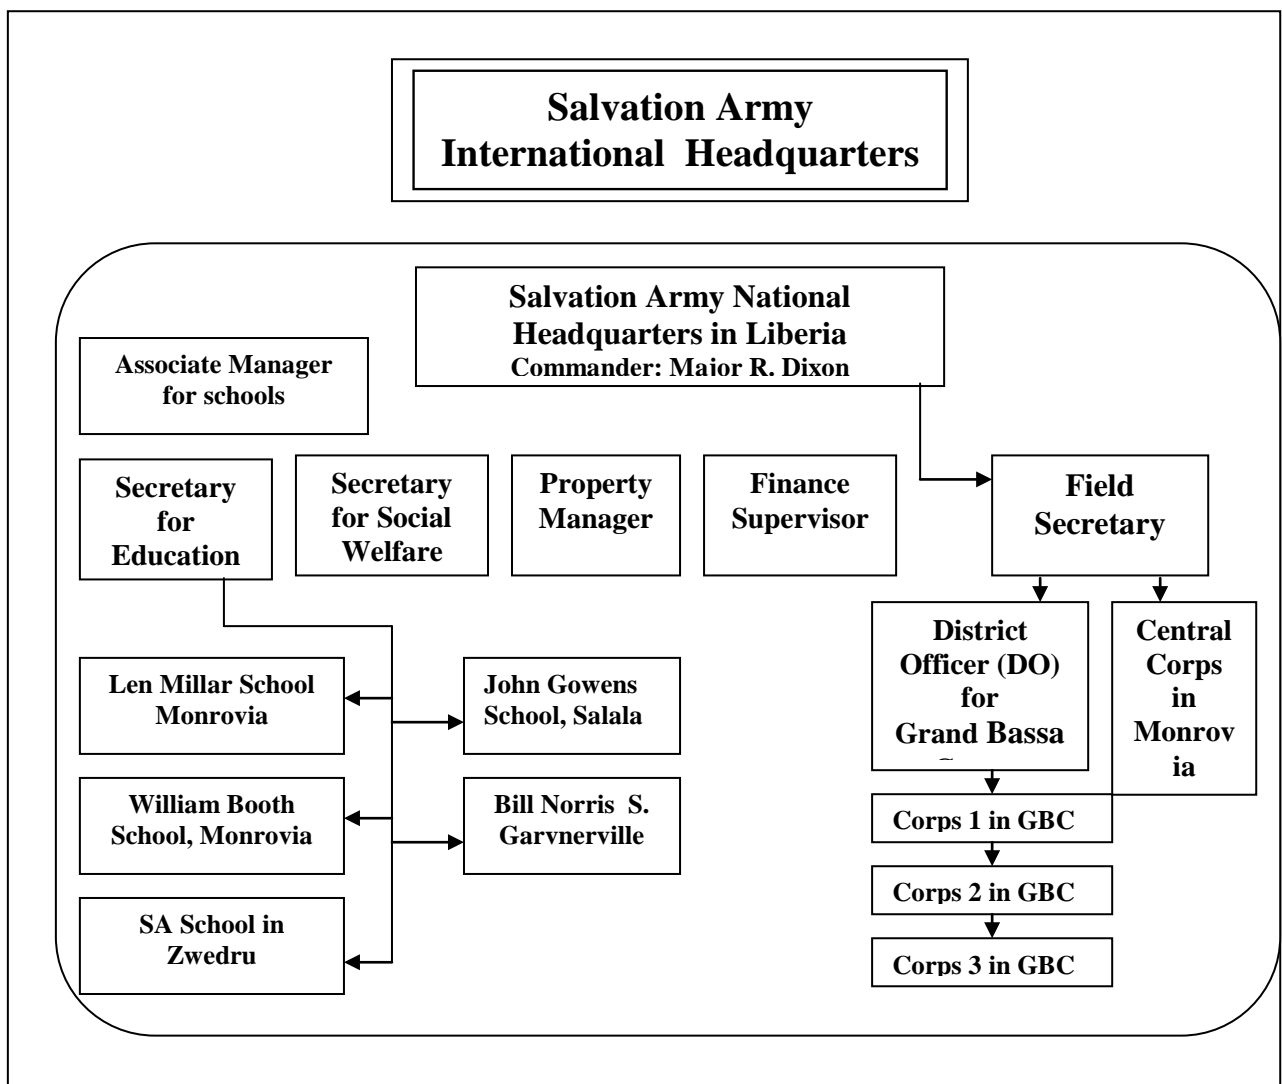 Salvation Army
International Headquarters
Salvation Army National
Headquarters in Liberia
Commander: Major R. Dixon
Associate Manager
for schools
Secretary
for
Education
Secretary
for Social
Welfare
Property
Manager
Finance
Supervisor
Field
Secretary
District
Officer (DO)
for
Grand Bassa
Central
Corps
in
Monrov
ia
Len Millar School
Monrovia
John Gowens
School, Salala
William Booth
School, Monrovia
Bill Norris S.
Garvnerville
SA School in
Zwedru
Corps 1 in GBC
Corps 2 in GBC
Corps 3 in GBC